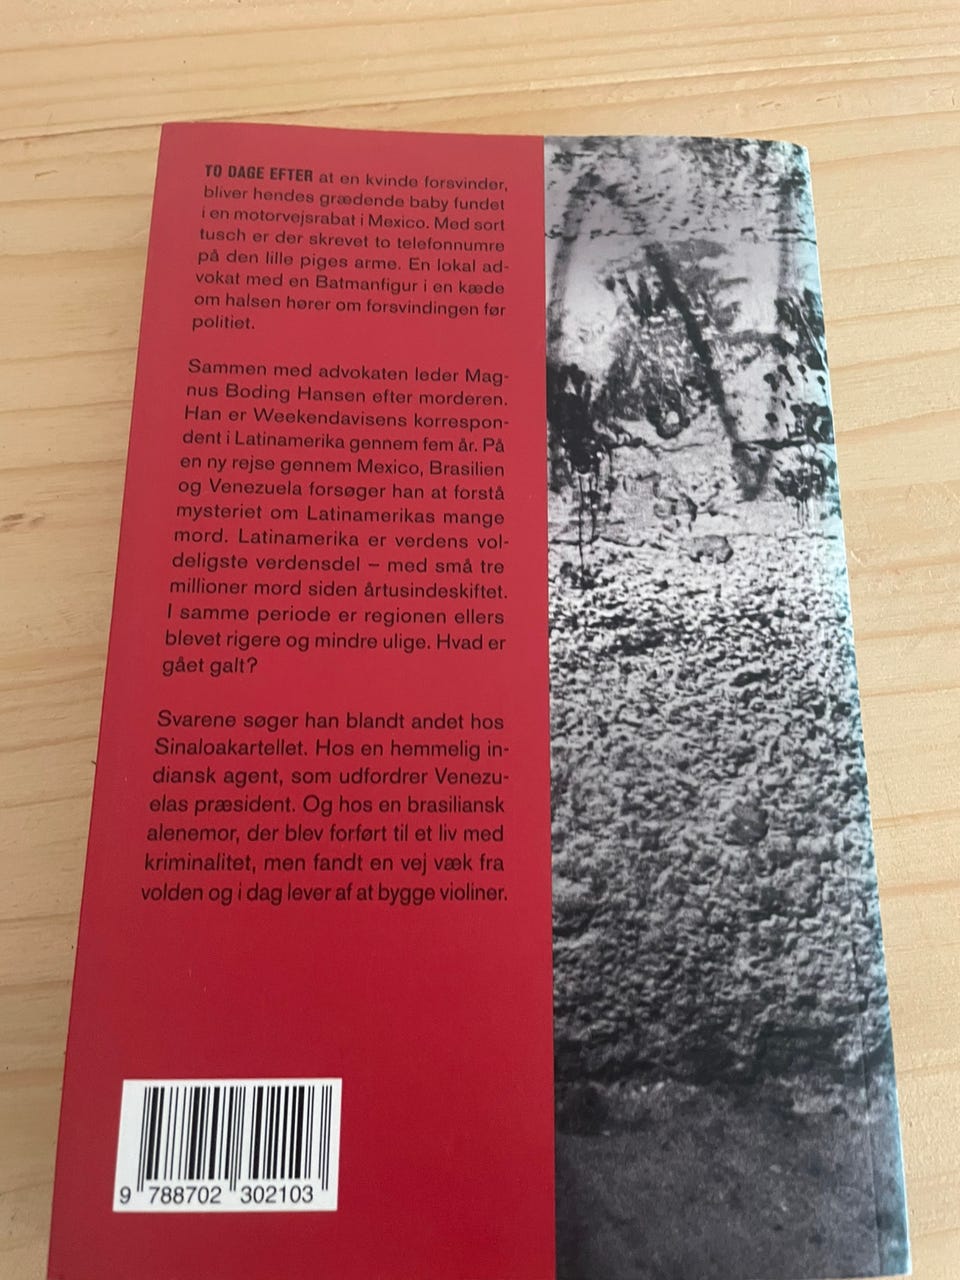 TO DAGE EFTER at en kvinde forsvinder,
bliver hendes grædende baby fundet
i en motorvejsrabat i Mexico. Med sort
tusch er der skrevet to telefonnumre
på den lille piges arme. En lokal ad-
vokat med en Batmanfigur i en kæde
om halsen hører om forsvindingen før
politiet.
Sammen med advokaten leder Mag-
nus Boding Hansen efter morderen.
Han er Weekendavisens korrespon-
dent i Latinamerika gennem fem år. På
en ny rejse gennem Mexico, Brasilien
og Venezuela forsøger han at forstå
mysteriet om Latinamerikas mange
mord. Latinamerika er verdens vol-
deligste verdensdel – med små tre
millioner mord siden årtusindeskiftet.
I samme periode er regionen ellers
blevet rigere og mindre ulige. Hvad er
gået galt?
Svarene søger han blandt andet hos
Sinaloakartellet. Hos en hemmelig in-
diansk agent, som udfordrer Venezu-
elas præsident. Og hos en brasiliansk
alenemor, der blev forført til et liv med
kriminalitet, men fandt en vej væk fra
volden og i dag lever af at bygge violiner.
9 788702 302103